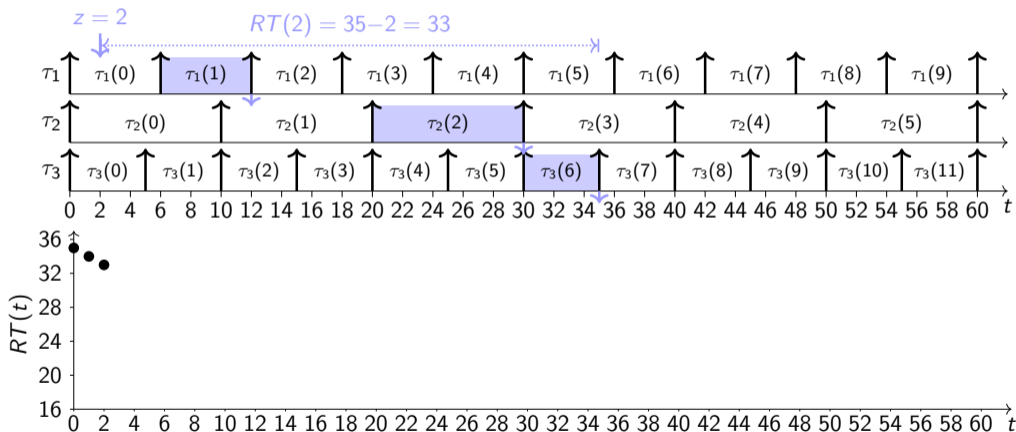 z = 2
RT(2) = 35−2 = 33
τ1 τ1(0) τ1(1) τ1(2) τ1(3) τ1(4) τ1(5) τ1(6) τ1(7) τ1(8) τ1(9)
τ2 τ2(0) τ2(1) τ2(2) τ2(3) τ2(4) τ2(5)
τ3 τ3(0) τ3(1) τ3(2) τ3(3) τ3(4) τ3(5) τ3(6) τ3(7) τ3(8) τ3(9) τ3(10) τ3(11)
0 2 4 6 8 10 12 14 16 18 20 22 24 26 28 30 32 34 36 38 40 42 44 46 48 50 52 54 56 58 60 t
36
32
28
24
20
16
RT(t)
0 2 4 6 8 10 12 14 16 18 20 22 24 26 28 30 32 34 36 38 40 42 44 46 48 50 52 54 56 58 60 t